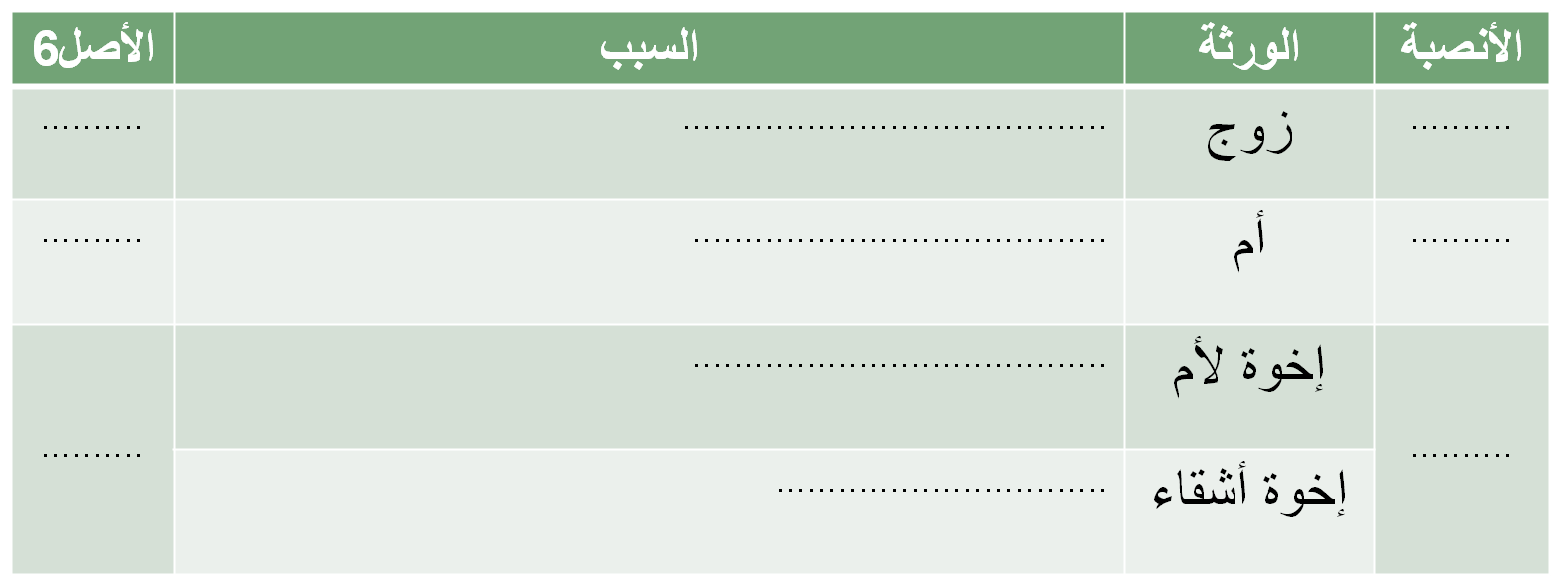 الأنصبة الورثة السبب الأصل6
.......... زوج .......................................... ..........
.......... أم ......................................... ..........
إخوة لأم .........................................
.......... ..........
إخوة أشقاء .................................